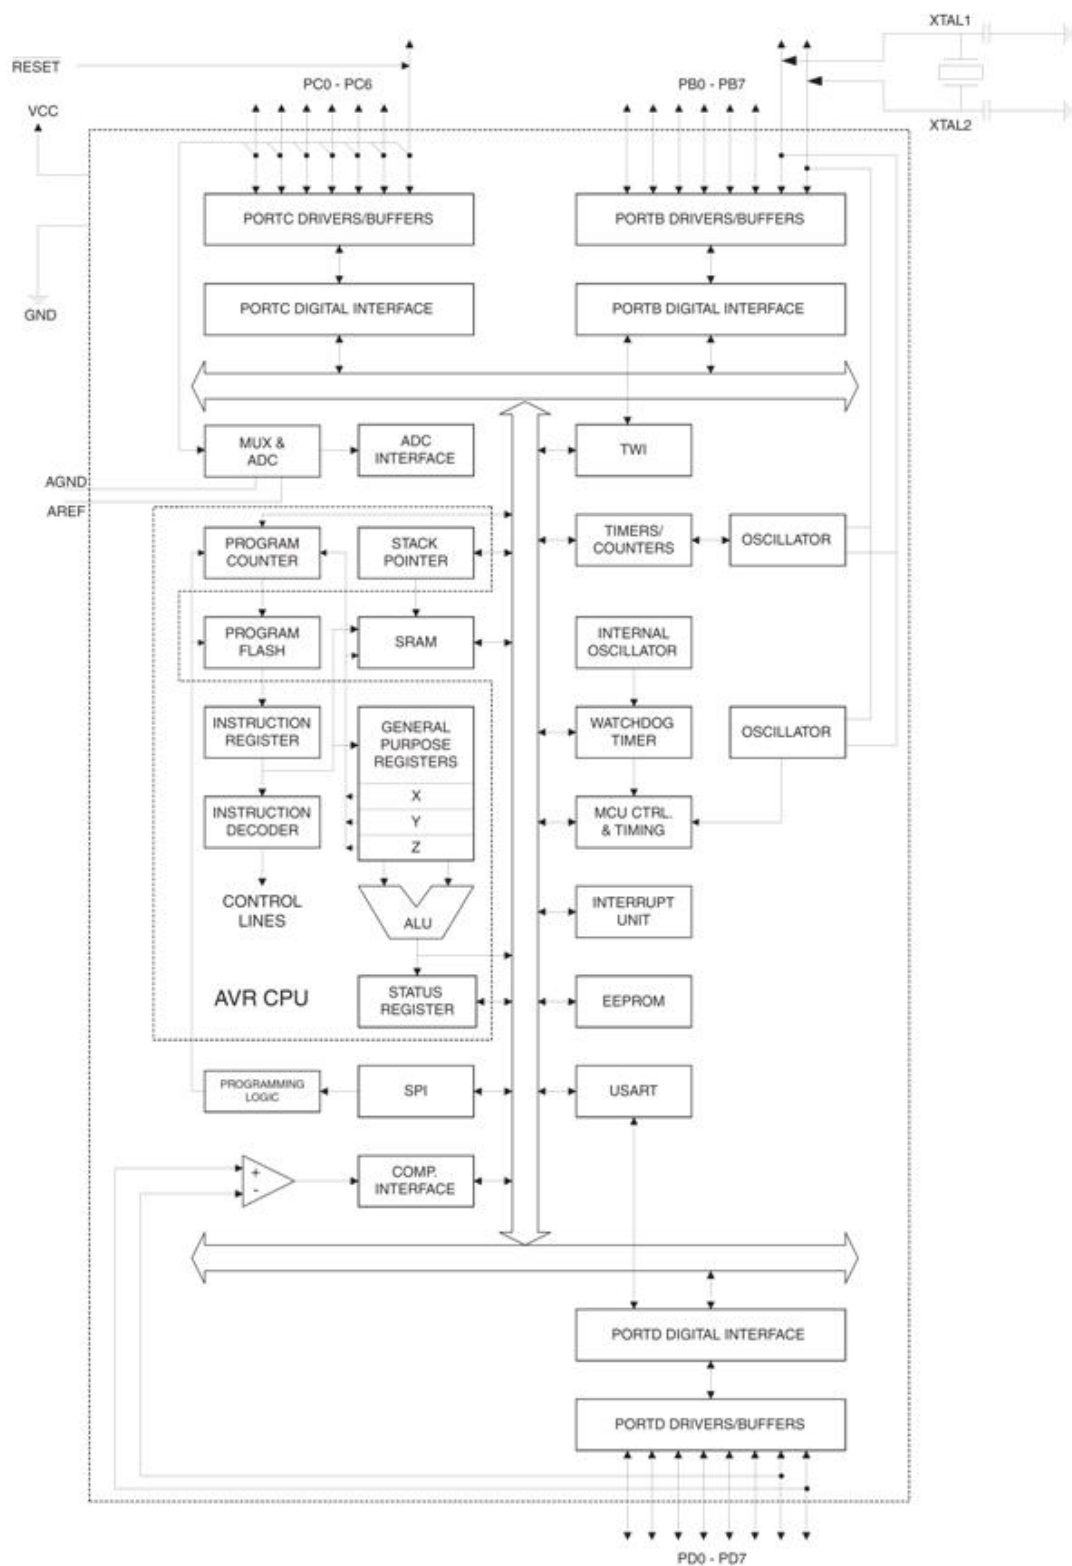 XTAL1
RESET
PC0 - PC6
PB0 - PB7
VCC
XTAL2
PORTC DRIVERS/BUFFERS
PORTB DRIVERS/BUFFERS
GND
PORTC DIGITAL INTERFACE
PORTB DIGITAL INTERFACE
MUX &
ADC
ADC
INTERFACE
TWI
AGND
AREF
PROGRAM
COUNTER
STACK
POINTER
TIMERS/
COUNTERS
OSCILLATOR
PROGRAM
FLASH
SRAM
INTERNAL
OSCILLATOR
INSTRUCTION
REGISTER
GENERAL
PURPOSE
REGISTERS
WATCHDOG
TIMER
OSCILLATOR
X
Y
Z
INSTRUCTION
DECODER
MCU CTRL.
& TIMING
CONTROL
LINES
ALU
INTERRUPT
UNIT
AVR CPU
STATUS
REGISTER
EEPROM
PROGRAMMING
LOGIC
SPI
USART
+
-
COMP.
INTERFACE
PORTD DIGITAL INTERFACE
PORTD DRIVERS/BUFFERS
PD0 - PD7